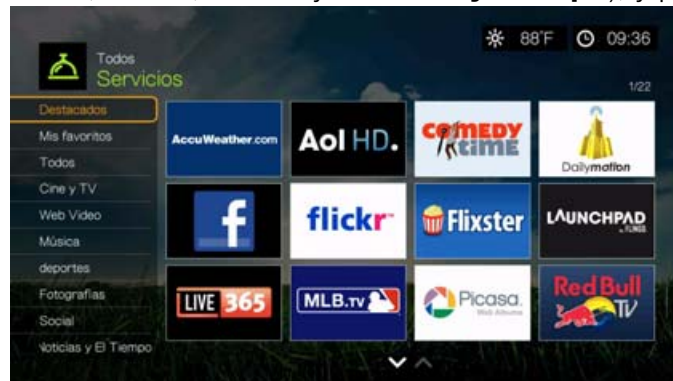 88°F 09:36
Todos
Servicios
1/22
Destacados
Mis favoritos
Todos
Cine y TV
Web Video
Música
deportes
Fotografías
Social
Noticias y El Tiempo
AccuWeather.com
Aol HD.
COMEDY
TIME
Dailymotion
f
flickr
Flixster
LAUNCHPAD
LIVE 365
MLB.TV
Picasa.
Web Albums
Red Bull
TV